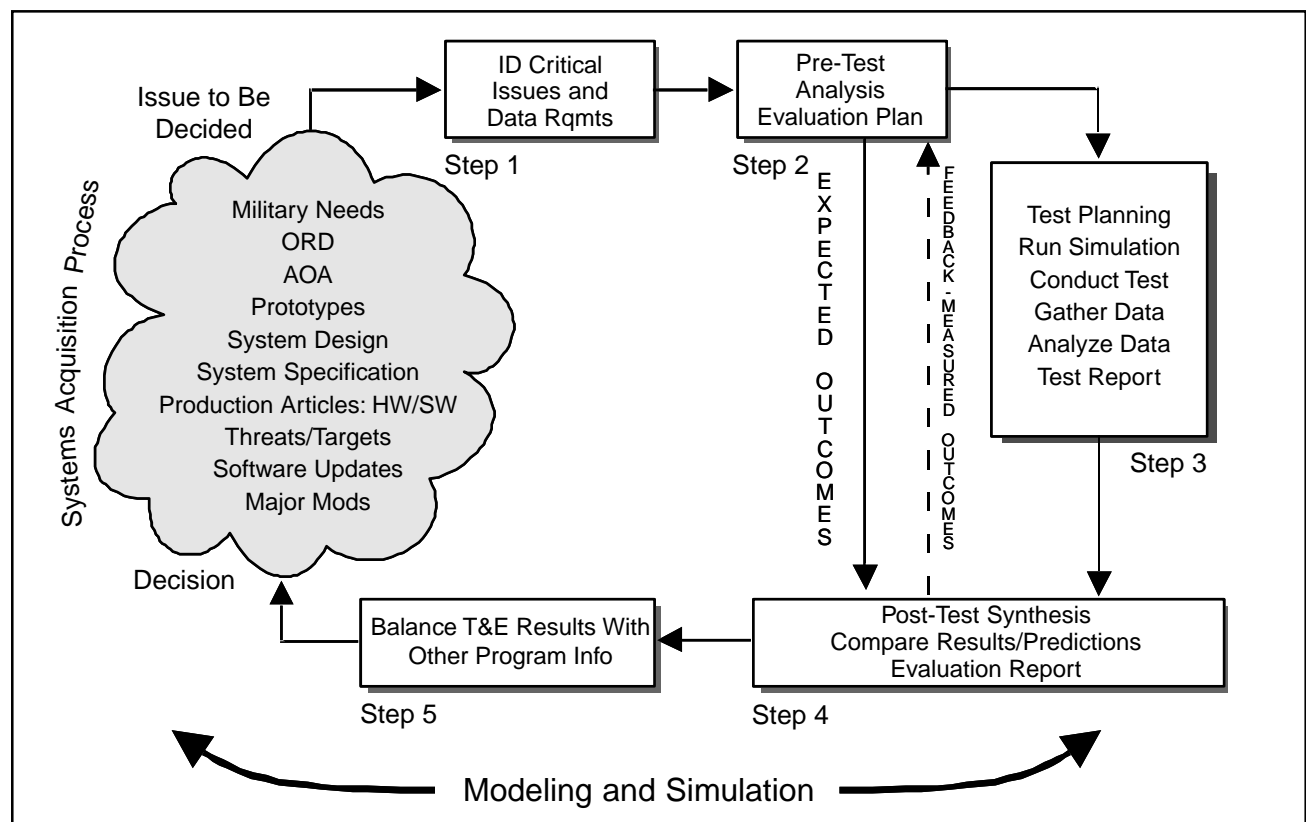 Issue to Be
Decided
Systems Acquisition Process
Military Needs
ORD
AOA
Prototypes
System Design
System Specification
Production Articles: HW/SW
Threats/Targets
Software Updates
Major Mods
Decision
ID Critical
Issues and
Data Rqmts
Step 1
Pre-Test
Analysis
Evaluation Plan
Step 2
EXPECTED OUTCOMES
FEEDBACK-MEASURED OUTCOMES
Test Planning
Run Simulation
Conduct Test
Gather Data
Analyze Data
Test Report
Step 3
Post-Test Synthesis
Compare Results/Predictions
Evaluation Report
Step 4
Balance T&E Results With
Other Program Info
Step 5
Modeling and Simulation